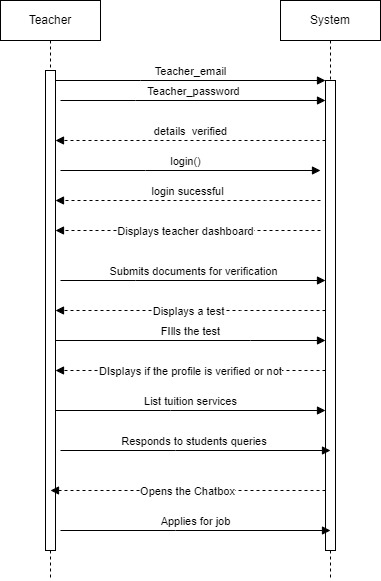 Teacher
System
Teacher_email
Teacher_password
details verified
login()
login sucessful
Displays teacher dashboard
Submits documents for verification
Displays a test
FIlls the test
DIsplays if the profile is verified or not
List tuition services
Responds to students queries
Opens the Chatbox
Applies for job